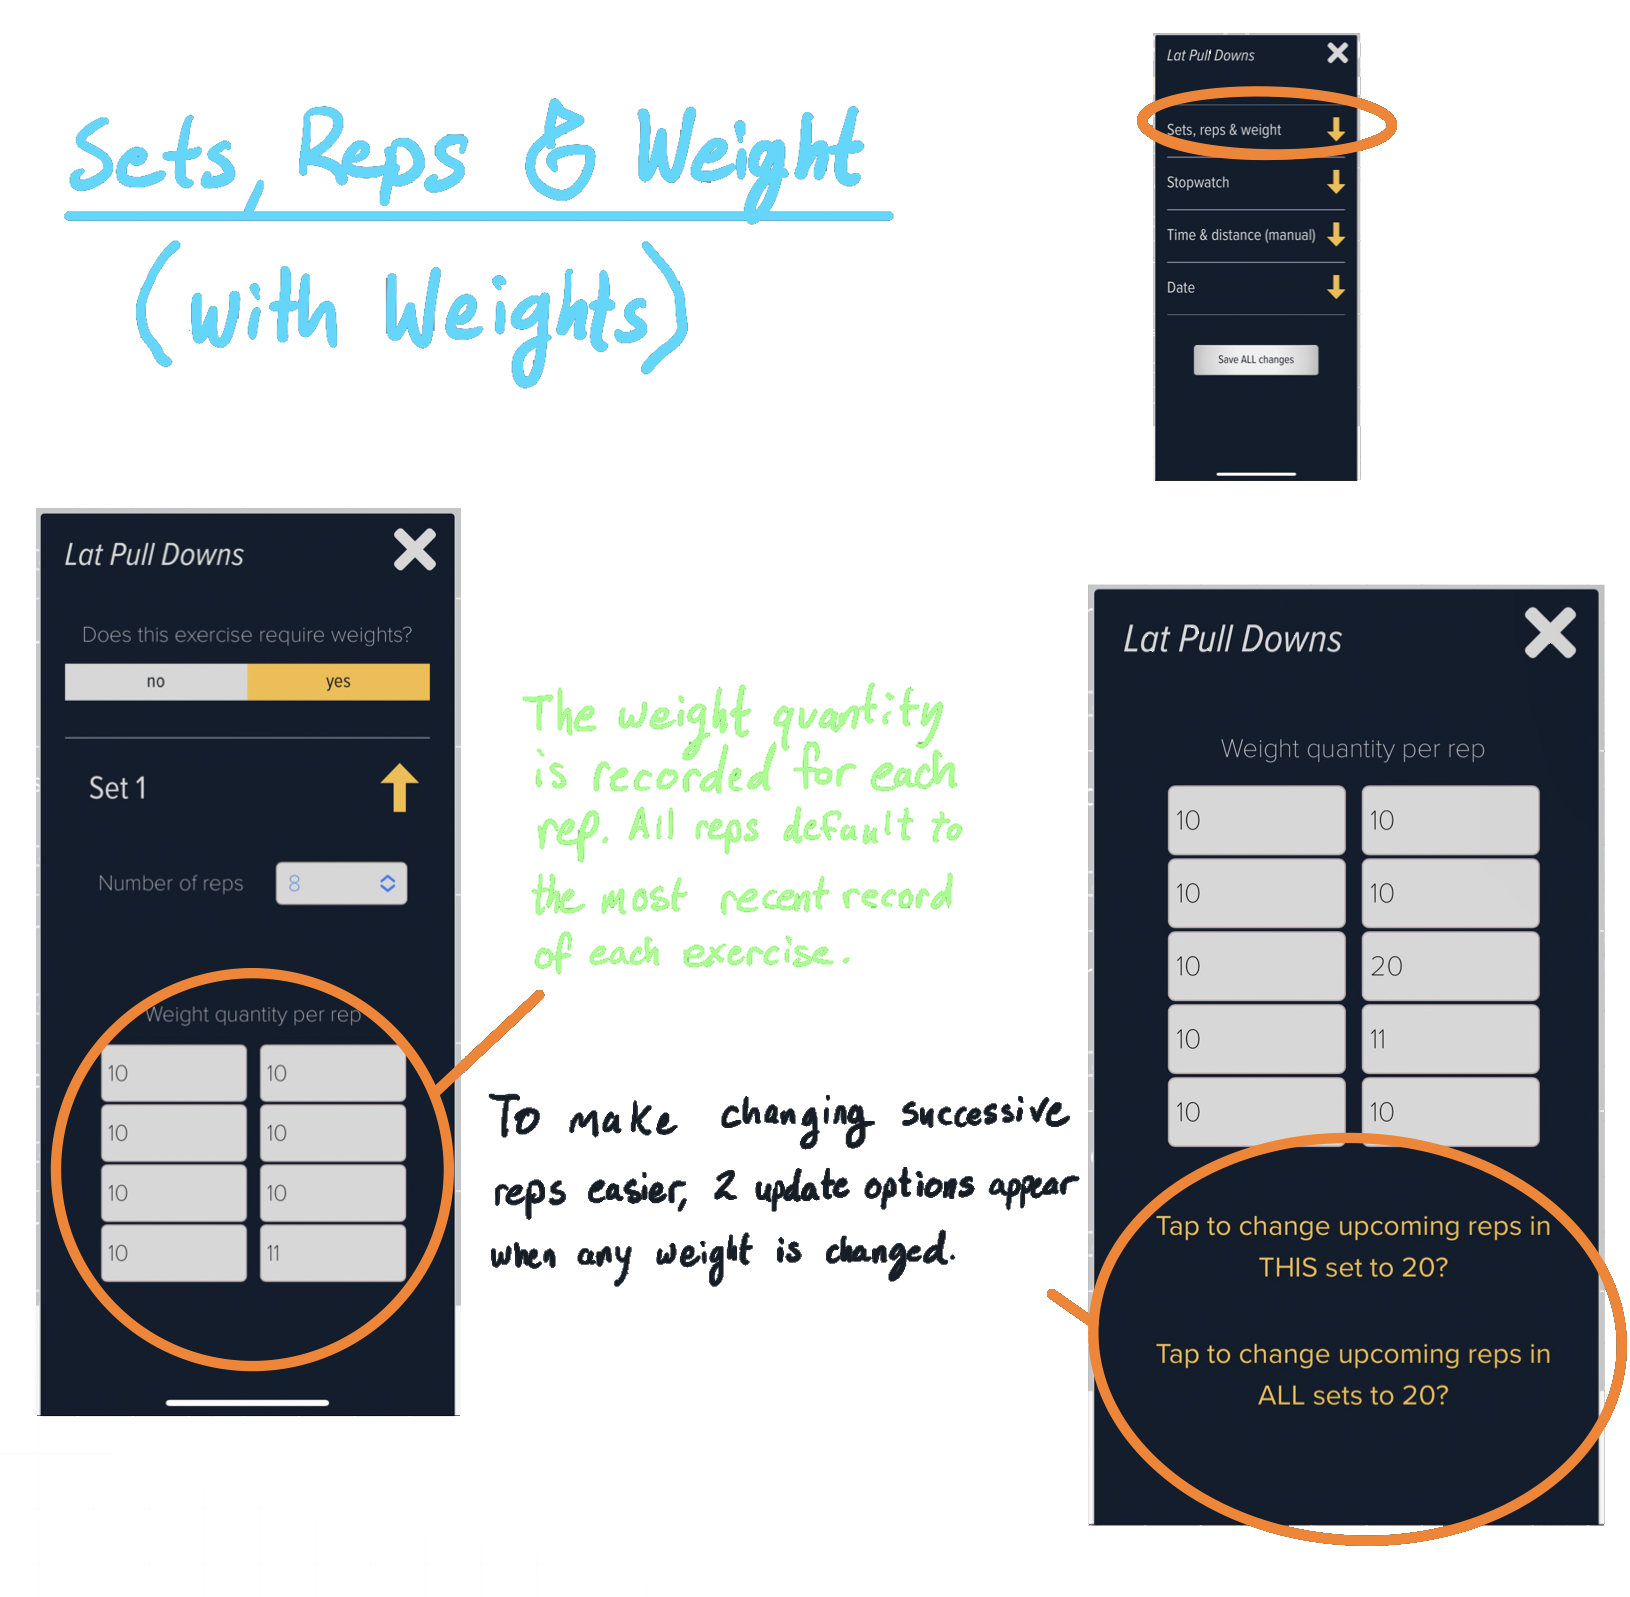 Sets, Reps & Weight
(with Weights)
Lat Pull Downs
Sets, reps & weight
Stopwatch
Time & distance (manual)
Date
Save ALL changes
Lat Pull Downs
Does this exercise require weights?
no yes
Set 1
Number of reps 8
Weight quantity per rep
10 10
10 10
10 10
10 11
The weight quantity
is recorded for each
rep. All reps default to
the most recent record
of each exercise.
To make changing successive
reps easier, 2 update options appear
when any weight is changed.
Lat Pull Downs
Weight quantity per rep
10 10
10 10
10 20
10 11
10 10
Tap to change upcoming reps in
THIS set to 20?
Tap to change upcoming reps in
ALL sets to 20?